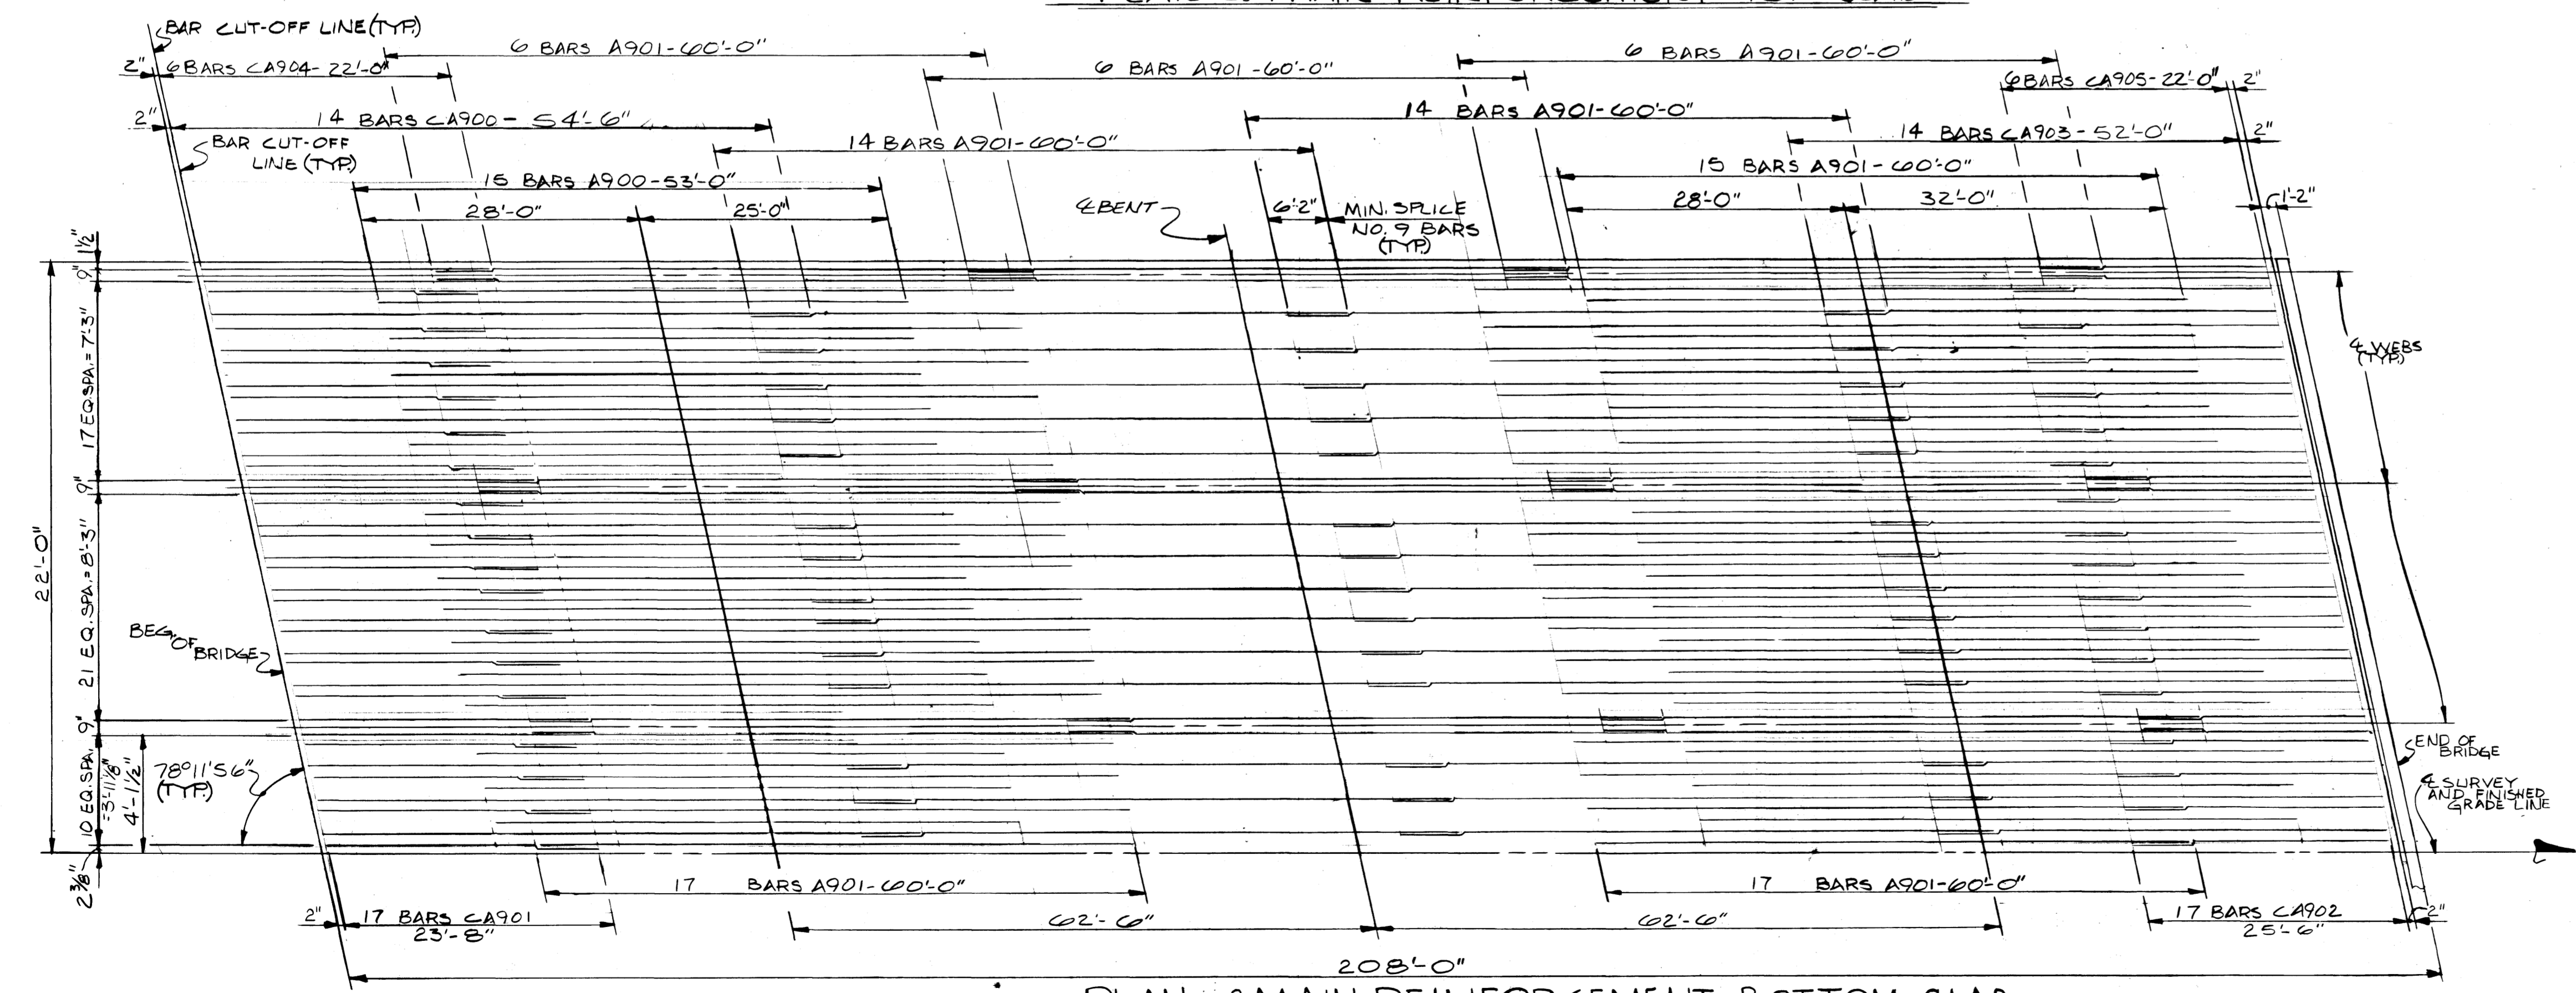 BAR CUT-OFF LINE (TYP.)
6 BARS A901-60'-0"
6 BARS A901-60'-0"
2" 6 BARS CA904-22'-0"
6 BARS A901-60'-0"
6 BARS CA905-22'-0" 2"
2" 14 BARS CA900-54'-6"
14 BARS A901-60'-0"
BAR CUT-OFF
LINE (TYP.)
14 BARS A901-60'-0"
14 BARS CA903-52'-0" 2"
15 BARS A900-53'-0"
15 BARS A901-60'-0"
28'-0" 25'-0"
℄ BENT
6'-2" MIN. SPLICE
NO. 9 BARS
(TYP.)
28'-0" 32'-0"
1'-2"
1½"
9"
17 EQ.SPA.=7'-3"
9"
21 EQ.SPA.=8'-3"
9"
10 EQ.SPA.
=3'-11⅛"
4'-1½"
2⅜"
22'-0"
℄ WEBS
(TYP.)
BEG.
OF
BRIDGE
78°11'56"
(TYP.)
END OF
BRIDGE
℄ SURVEY
AND FINISHED
GRADE LINE
17 BARS A901-60'-0"
17 BARS A901-60'-0"
2" 17 BARS CA901
23'-8"
62'-6"
62'-6"
17 BARS CA902 2"
25'-6"
208'-0"